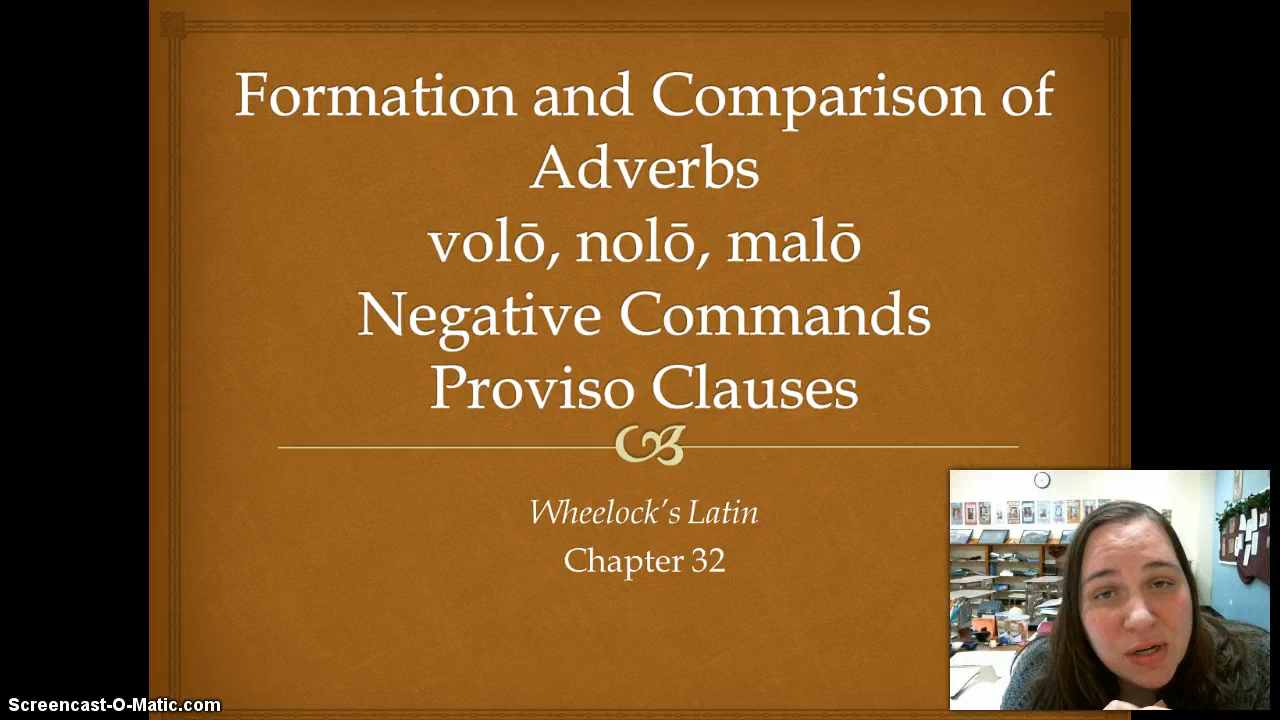 Formation and Comparison of
Adverbs
volō, nolō, malō
Negative Commands
Proviso Clauses
Wheelock’s Latin
Chapter 32
Screencast-O-Matic.com